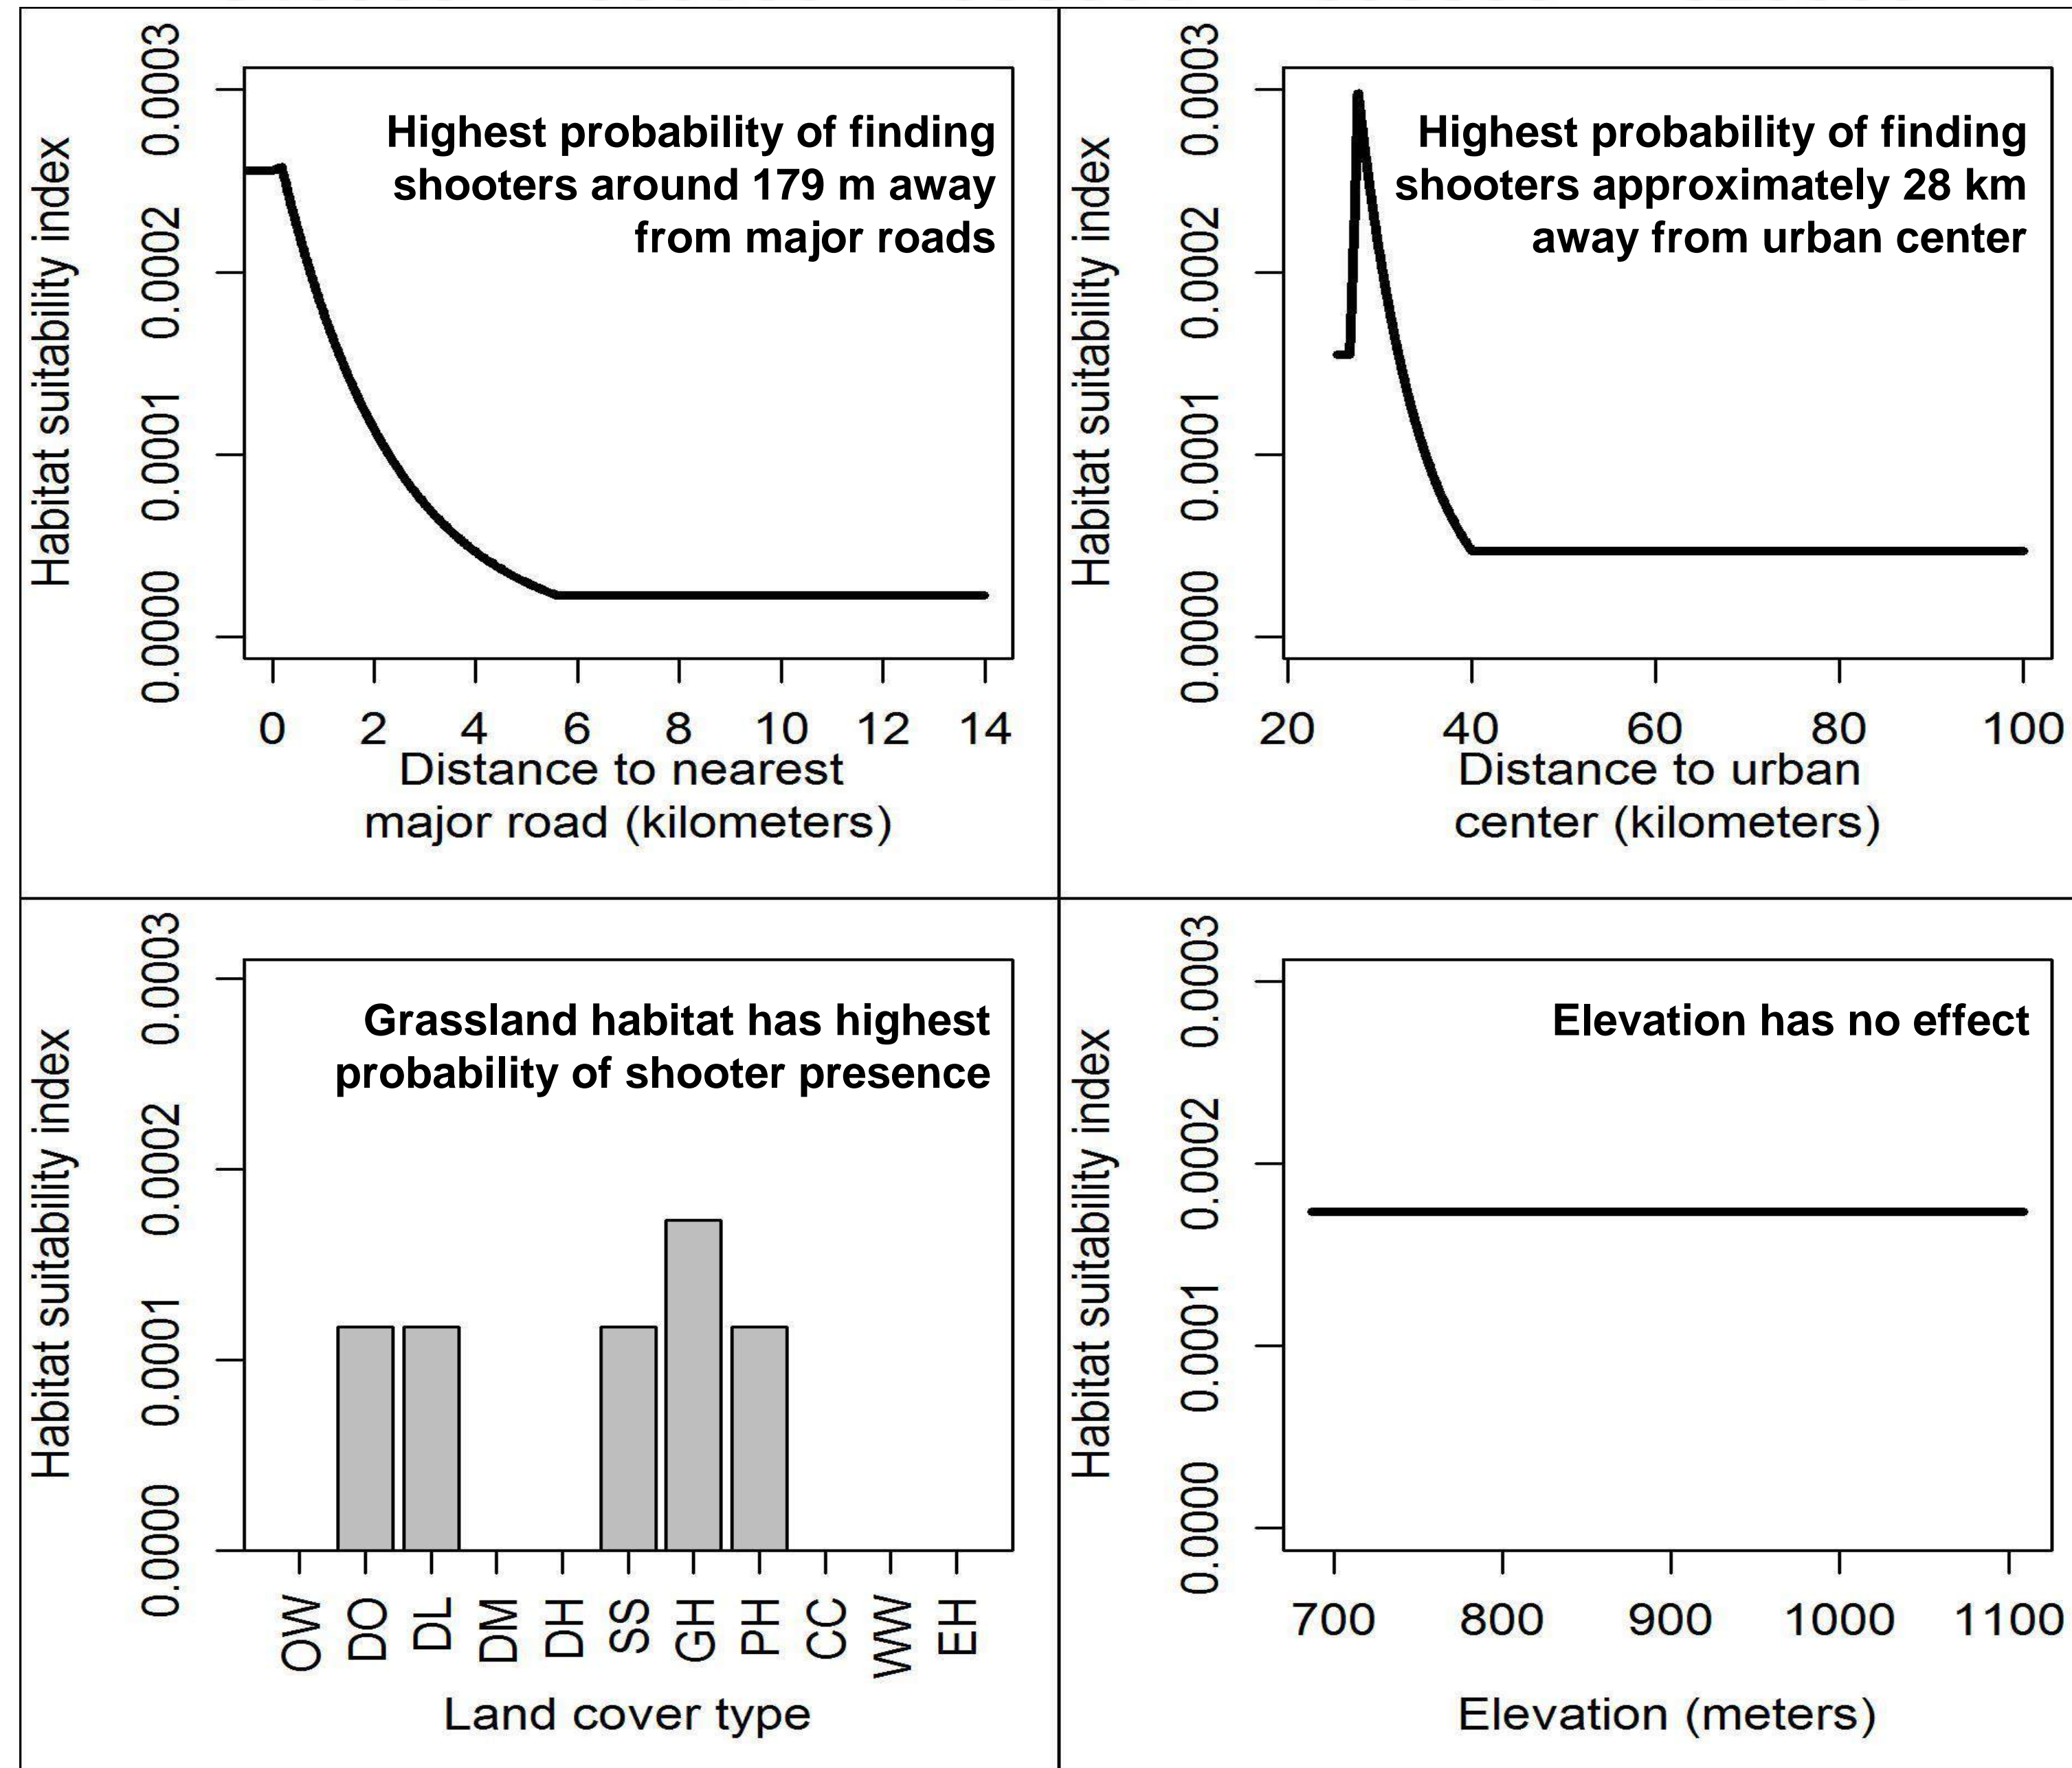 Habitat suitability index
0.0000 0.0001 0.0002 0.0003
Highest probability of finding
shooters around 179 m away
from major roads
0 2 4 6 8 10 12 14
Distance to nearest
major road (kilometers)
Habitat suitability index
0.0000 0.0001 0.0002 0.0003
Highest probability of finding
shooters approximately 28 km
away from urban center
20 40 60 80 100
Distance to urban
center (kilometers)
Habitat suitability index
0.0000 0.0001 0.0002 0.0003
Grassland habitat has highest
probability of shooter presence
OW DO DL DM DH SS GH PH CC WW EH
Land cover type
Habitat suitability index
0.0000 0.0001 0.0002 0.0003
Elevation has no effect
700 800 900 1000 1100
Elevation (meters)